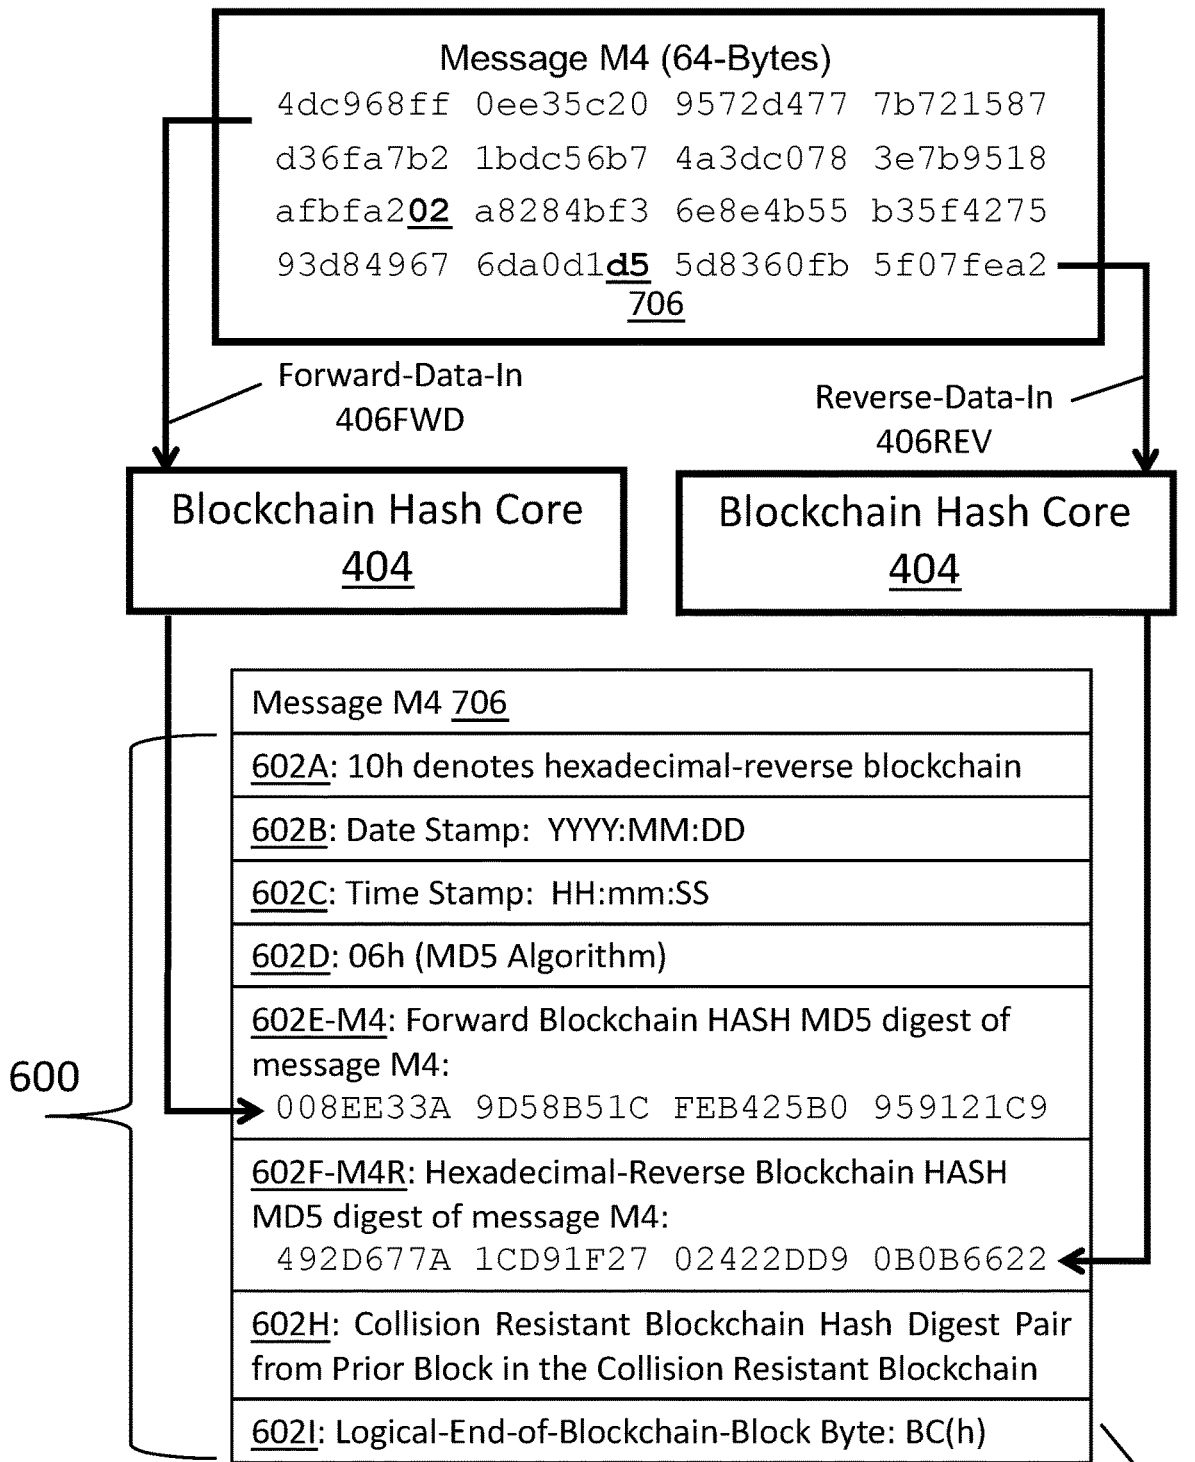 Message M4 (64-Bytes)
4dc968ff 0ee35c20 9572d477 7b721587
d36fa7b2 1bdc56b7 4a3dc078 3e7b9518
afbfa202 a8284bf3 6e8e4b55 b35f4275
93d84967 6da0d1d5 5d8360fb 5f07fea2
706
Forward-Data-In
406FWD
Reverse-Data-In
406REV
Blockchain Hash Core
404
Blockchain Hash Core
404
Message M4 706
602A: 10h denotes hexadecimal-reverse blockchain
602B: Date Stamp: YYYY:MM:DD
602C: Time Stamp: HH:mm:SS
602D: 06h (MD5 Algorithm)
602E-M4: Forward Blockchain HASH MD5 digest of
message M4:
008EE33A 9D58B51C FEB425B0 959121C9
600
602F-M4R: Hexadecimal-Reverse Blockchain HASH
MD5 digest of message M4:
492D677A 1CD91F27 02422DD9 0B0B6622
602H: Collision Resistant Blockchain Hash Digest Pair
from Prior Block in the Collision Resistant Blockchain
602I: Logical-End-of-Blockchain-Block Byte: BC(h)